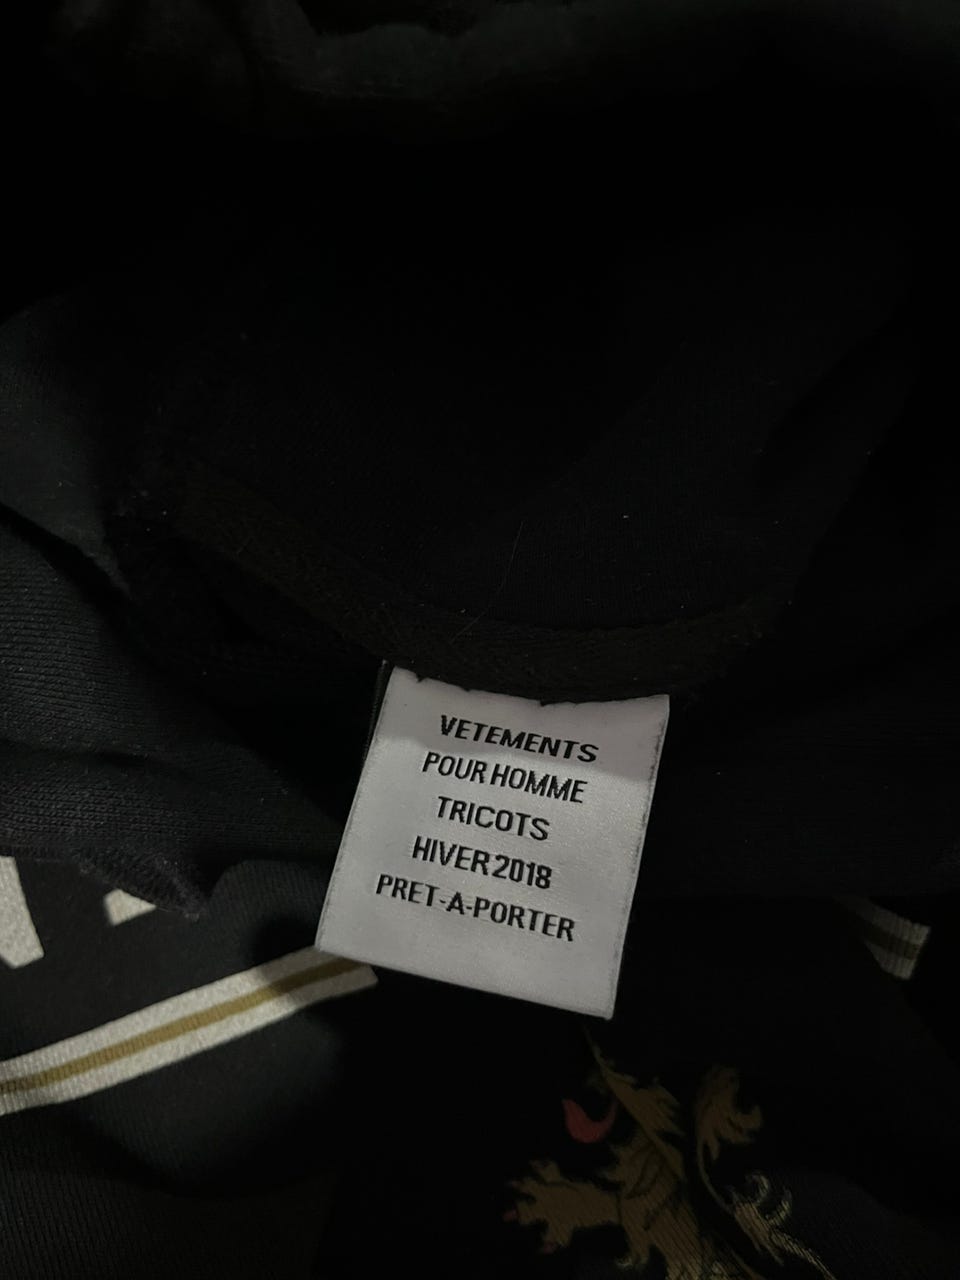 VETEMENTS
POUR HOMME
TRICOTS
HIVER 2018
PRET-A-PORTER